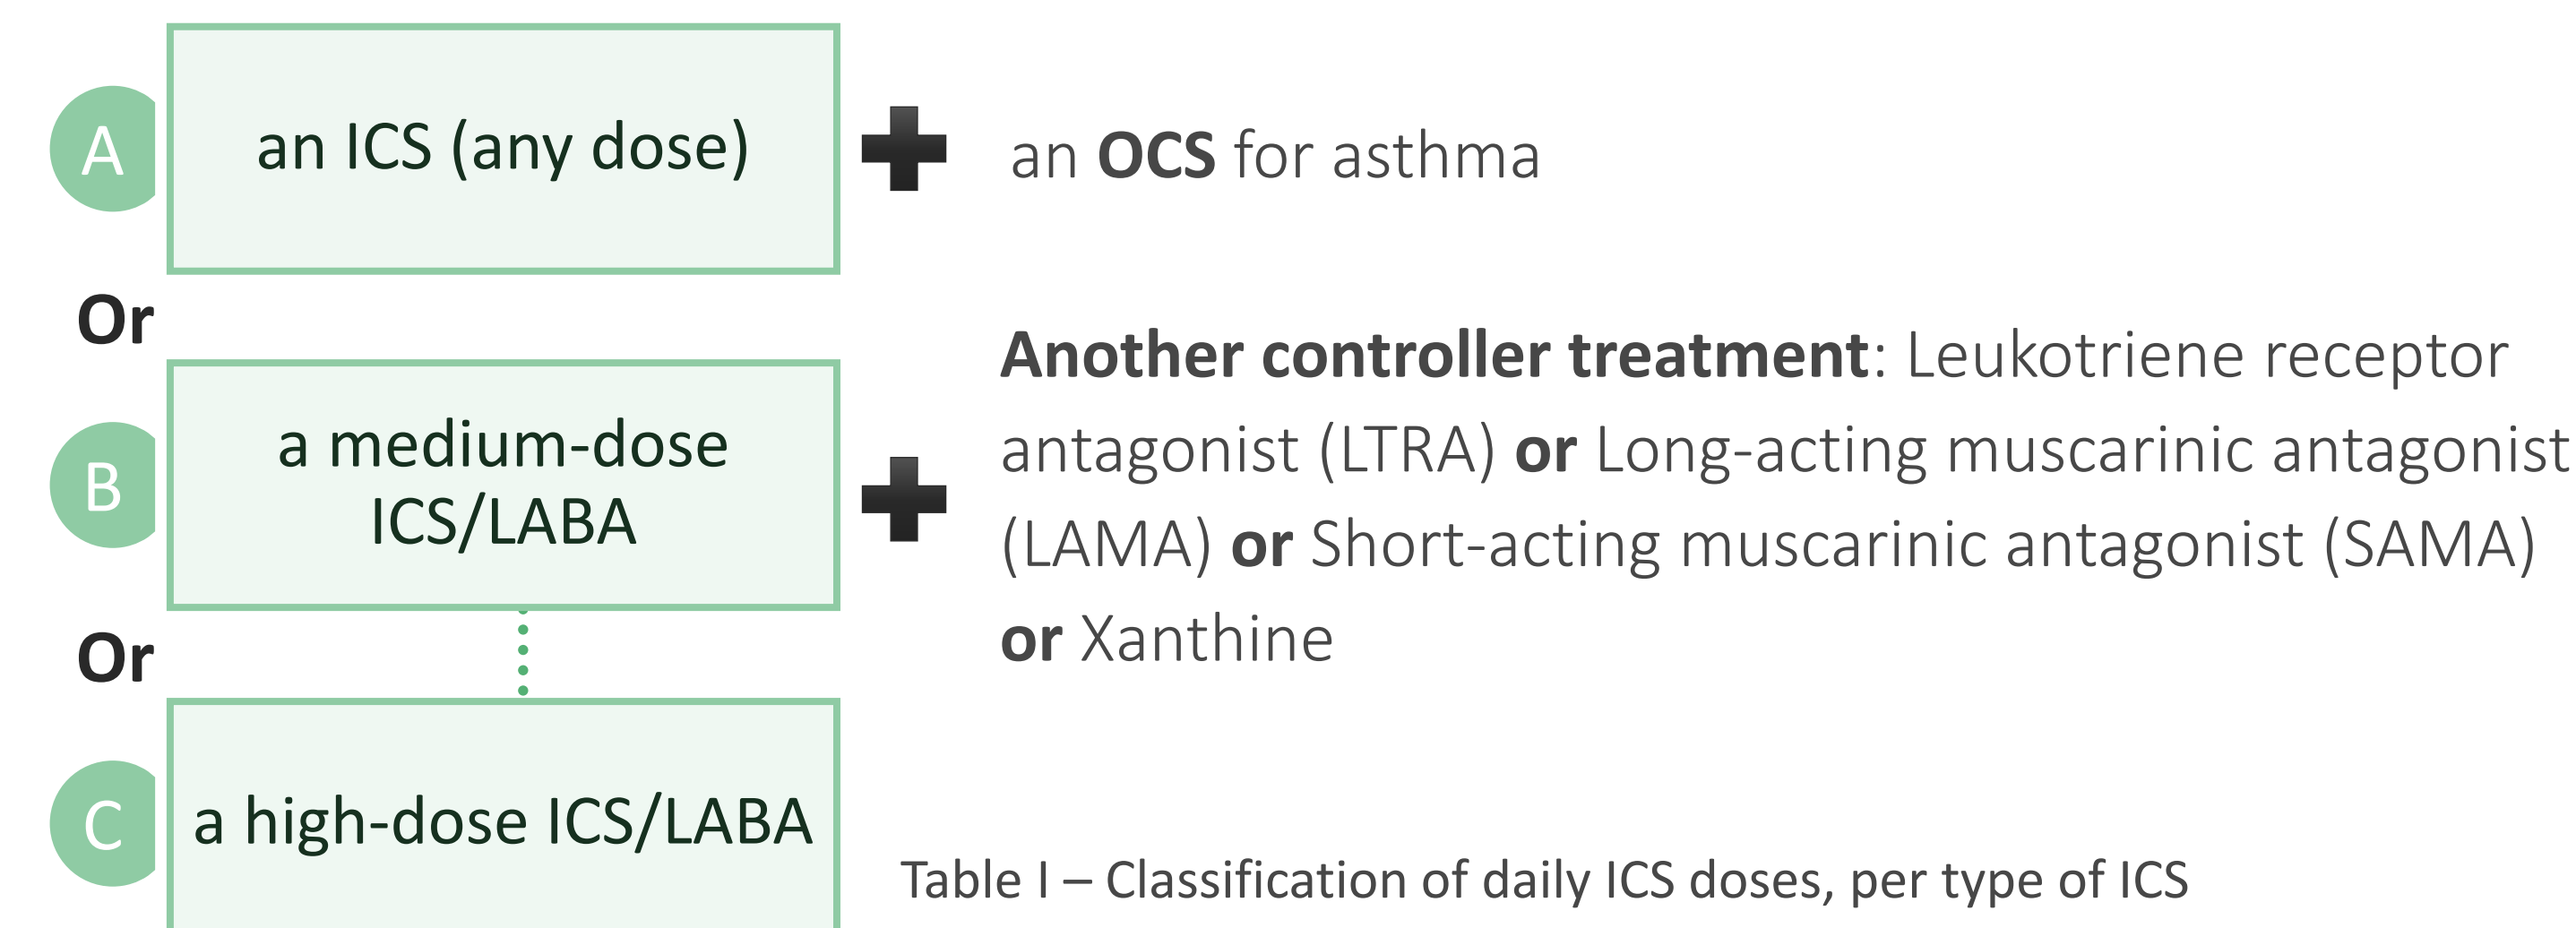 A
an ICS (any dose)
an OCS for asthma
Or
B
a medium-dose
ICS/LABA
Another controller treatment: Leukotriene receptor
antagonist (LTRA) or Long-acting muscarinic antagonist
(LAMA) or Short-acting muscarinic antagonist (SAMA)
or Xanthine
Or
C
a high-dose ICS/LABA
Table I – Classification of daily ICS doses, per type of ICS